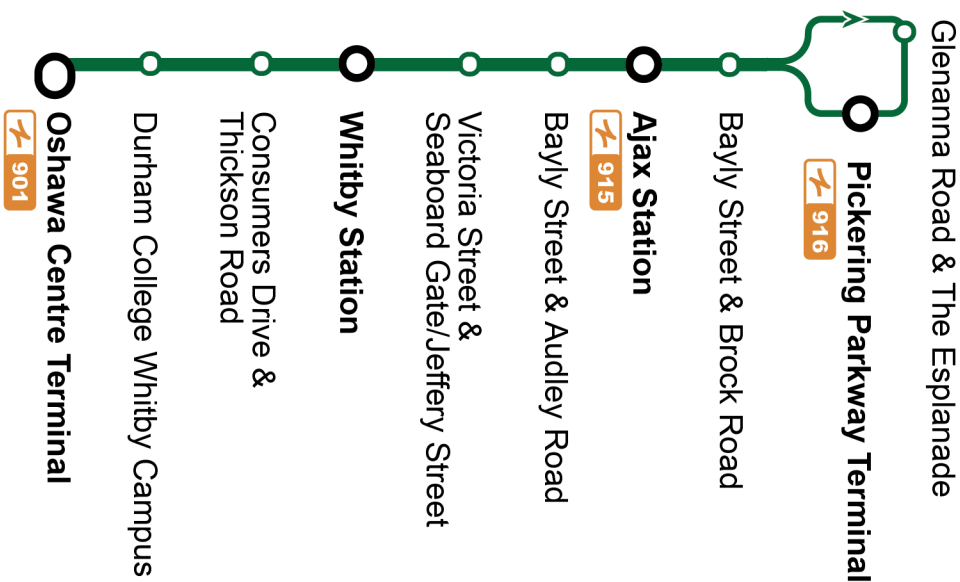 Glenanna Road & The Esplanade
Pickering Parkway Terminal
916
Bayly Street & Brock Road
Ajax Station
915
Bayly Street & Audley Road
Victoria Street &
Seaboard Gate/Jeffery Street
Whitby Station
Consumers Drive &
Thickson Road
Durham College Whitby Campus
Oshawa Centre Terminal
901